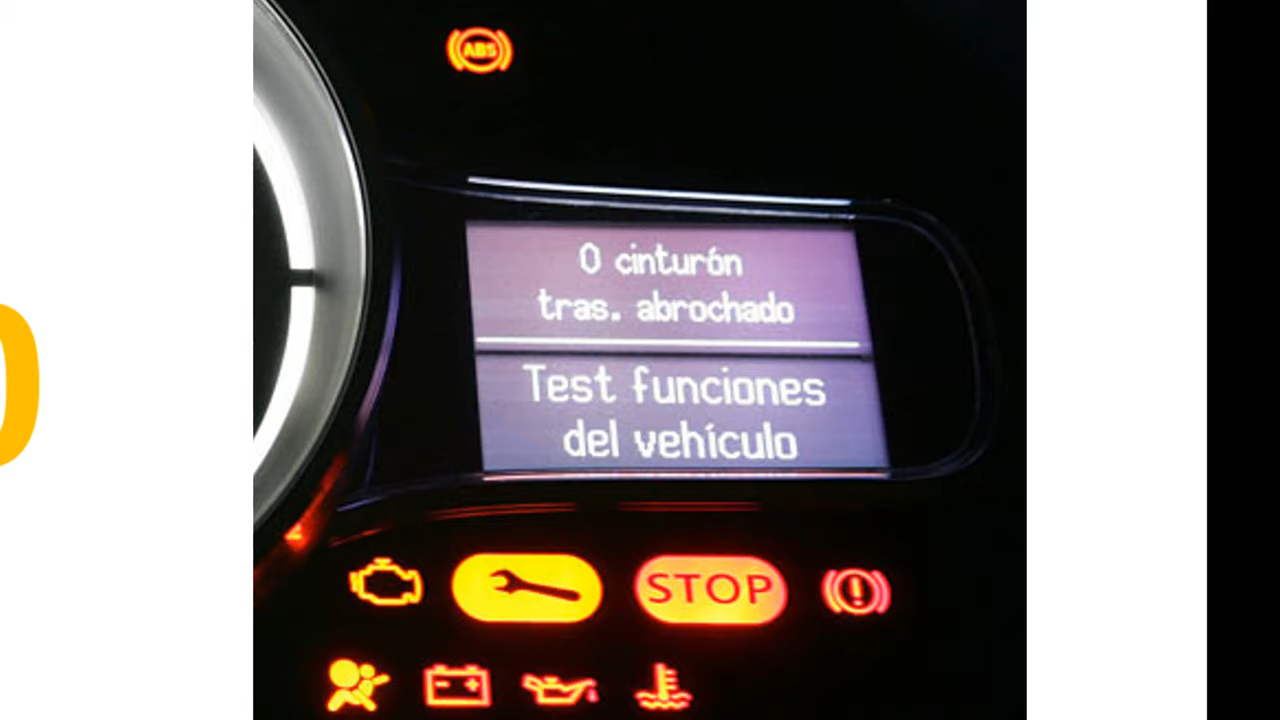 ABS
0 cinturón
tras. abrochado
Test funciones
del vehículo
STOP